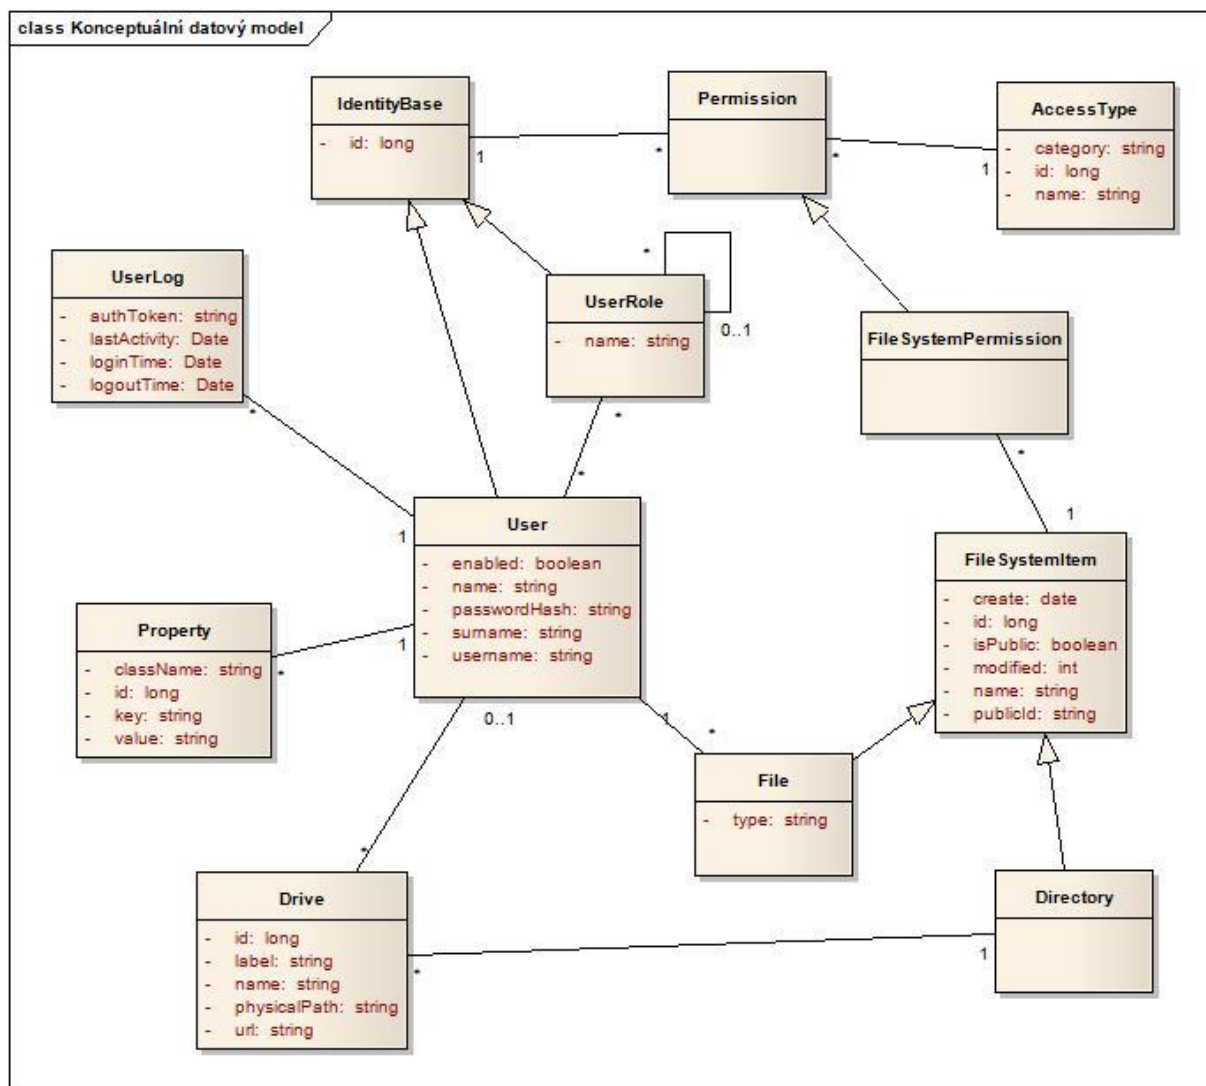 class Konceptuální datový model
IdentityBase
- id: long
1
*
Permission
*
1
AccessType
- category: string
- id: long
- name: string
UserLog
- authToken: string
- lastActivity: Date
- loginTime: Date
- logoutTime: Date
*
1
UserRole
- name: string
*
0..1
*
*
FileSystemPermission
*
1
User
- enabled: boolean
- name: string
- passwordHash: string
- surname: string
- username: string
FileSystemItem
- create: date
- id: long
- isPublic: boolean
- modified: int
- name: string
- publicId: string
Property
- className: string
- id: long
- key: string
- value: string
*
1
0..1
*
1
*
File
- type: string
Drive
- id: long
- label: string
- name: string
- physicalPath: string
- url: string
*
1
Directory